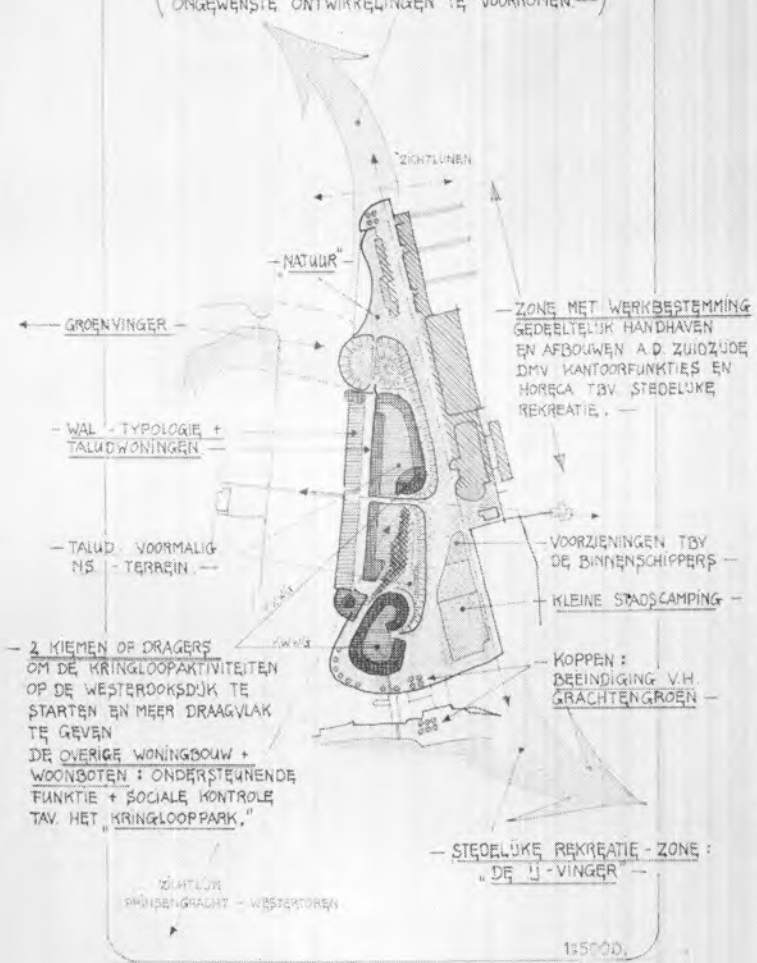 ( ONGEWENSTE ONTWIKKELINGEN TE VOORKOMEN. — )
ZICHTLIJNEN
— „NATUUR" —
GROENVINGER —
— ZONE MET WERKBESTEMMING
GEDEELTELIJK HANDHAVEN
EN AFBOUWEN A.D. ZUIDZIJDE
DMV KANTOORFUNKTIES EN
HORECA TBV. STEDELIJKE
REKREATIE. —
— WAL - TYPOLOGIE +
TALUDWONINGEN —
— TALUD VOORMALIG
NS. - TERREIN. —
— VOORZIENINGEN TBV
DE BINNENSCHIPPERS —
— KLEINE STADSCAMPING —
KWWG
— 2 KIEMEN OF DRAGERS
OM DE KRINGLOOPAKTIVITEITEN
OP DE WESTERDOKSDIJK TE
STARTEN EN MEER DRAAGVLAK
TE GEVEN
DE OVERIGE WONINGBOUW +
WOONBOTEN : ONDERSTEUNENDE
FUNKTIE + SOCIALE KONTROLE
TAV. HET „KRINGLOOPPARK."
KWWG
— KOPPEN :
BEEINDIGING V.H.
GRACHTENGROEN —
— STEDELIJKE REKREATIE - ZONE :
„DE IJ - VINGER" —
ZICHTLIJN
PRINSENGRACHT - WESTERTOREN
1:5000.